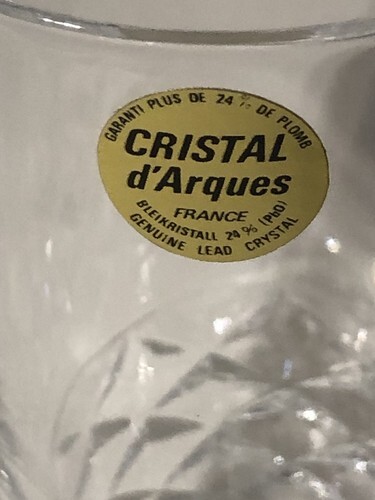 GARANTI PLUS DE 24 % DE PLOMB
CRISTAL
d'Arques
FRANCE
BLEIKRISTALL 24 % (PbO)
GENUINE LEAD CRYSTAL